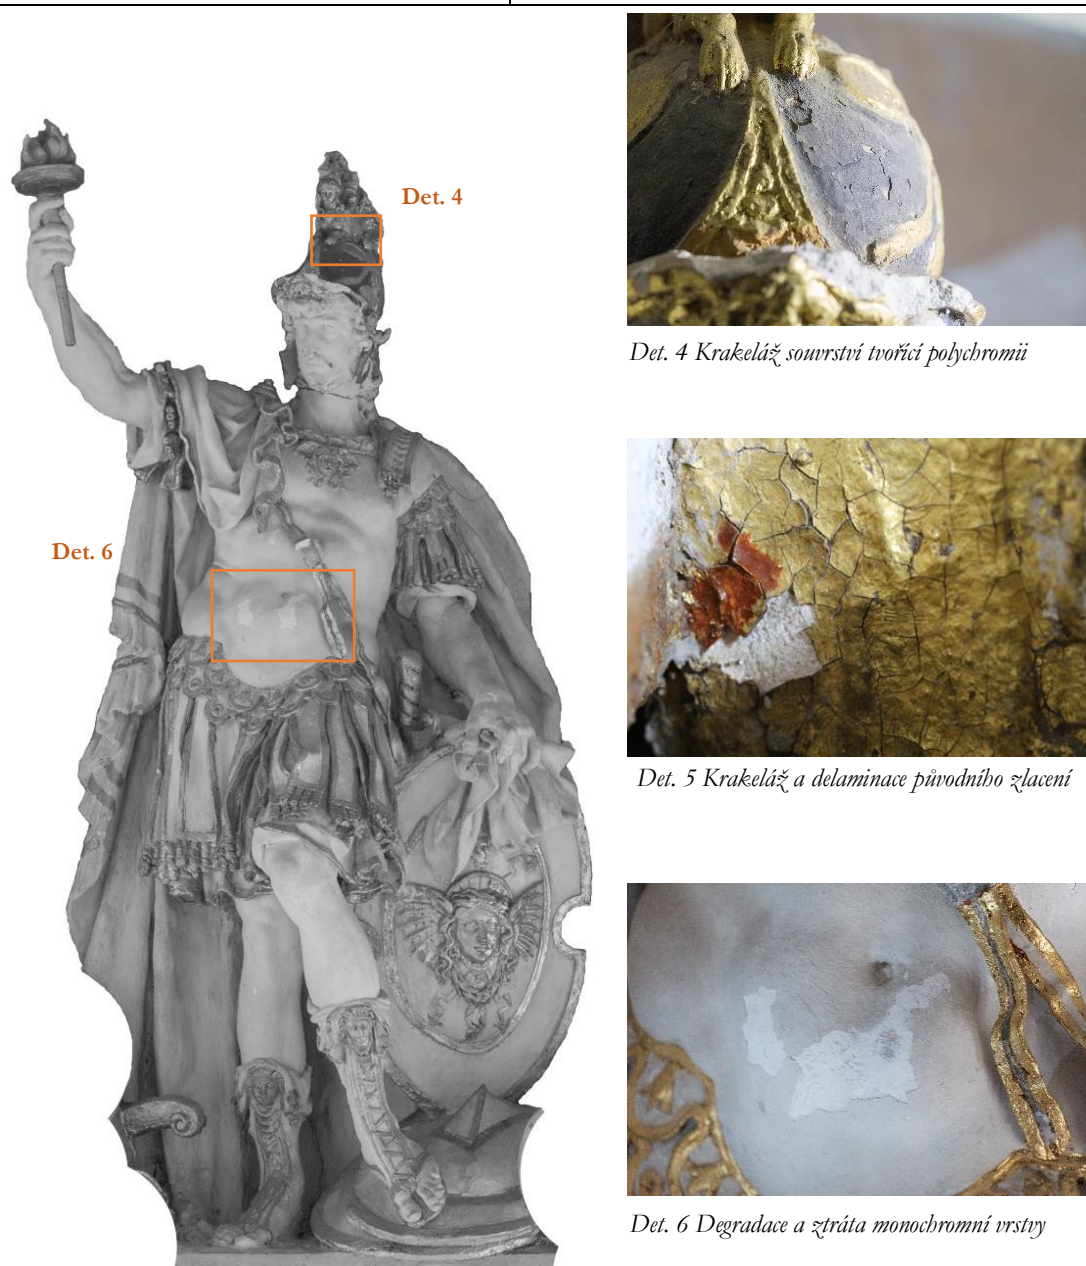 Det. 4
Det. 4 Krakeláž souvrství tvořící polychromii
Det. 6
Det. 5 Krakeláž a delaminace původního zlacení
Det. 6 Degradace a ztráta monochromní vrstvy